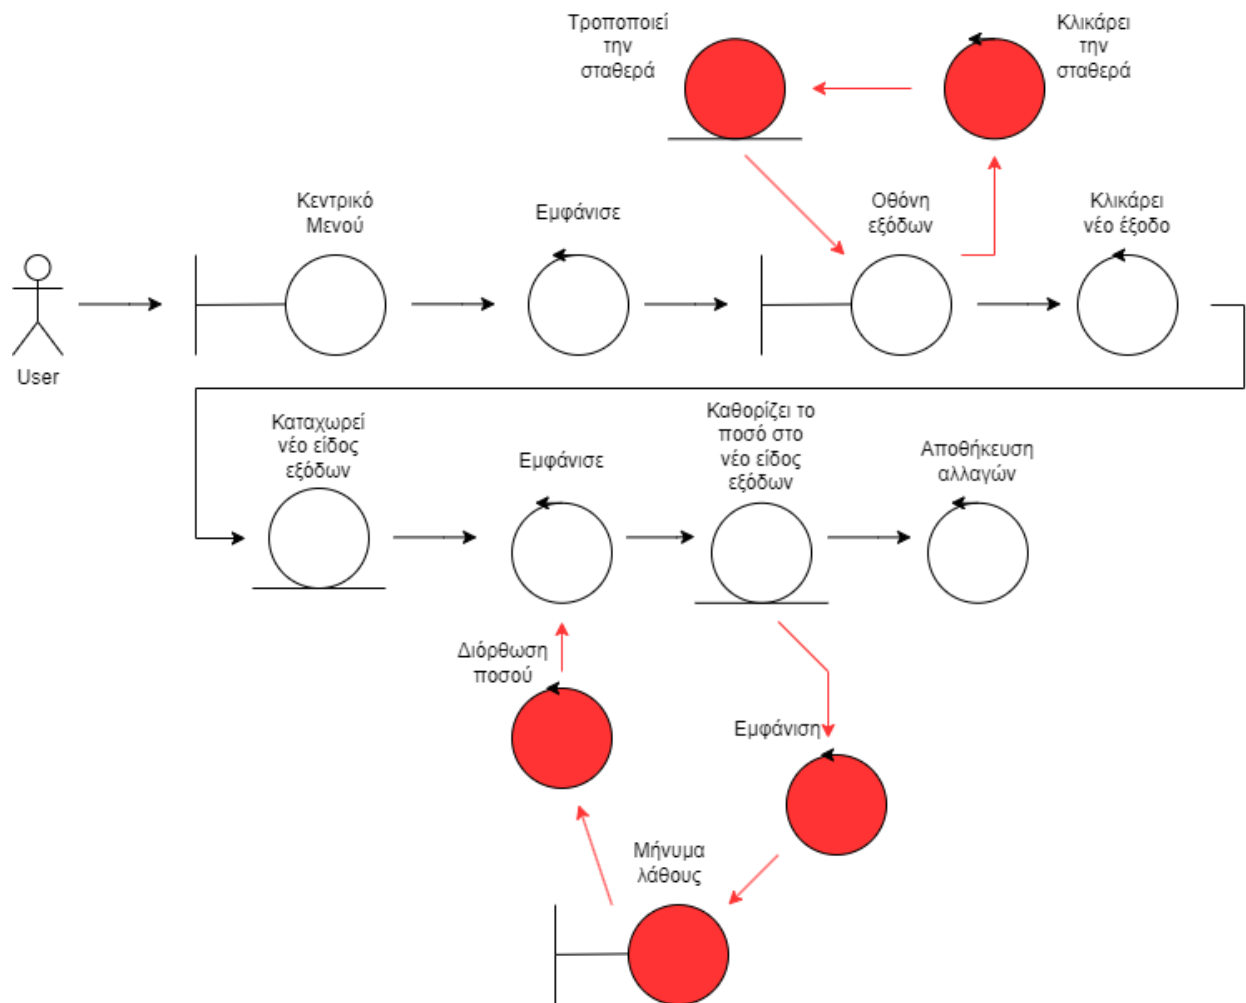 Τροποποιεί
την
σταθερά
Κλικάρει
την
σταθερά
Κεντρικό
Μενού
Εμφάνισε
Οθόνη
εξόδων
Κλικάρει
νέο έξοδο
User
Καταχωρεί
νέο είδος
εξόδων
Εμφάνισε
Καθορίζει το
ποσό στο
νέο είδος
εξόδων
Αποθήκευση
αλλαγών
Διόρθωση
ποσού
Εμφάνιση
Μήνυμα
λάθους